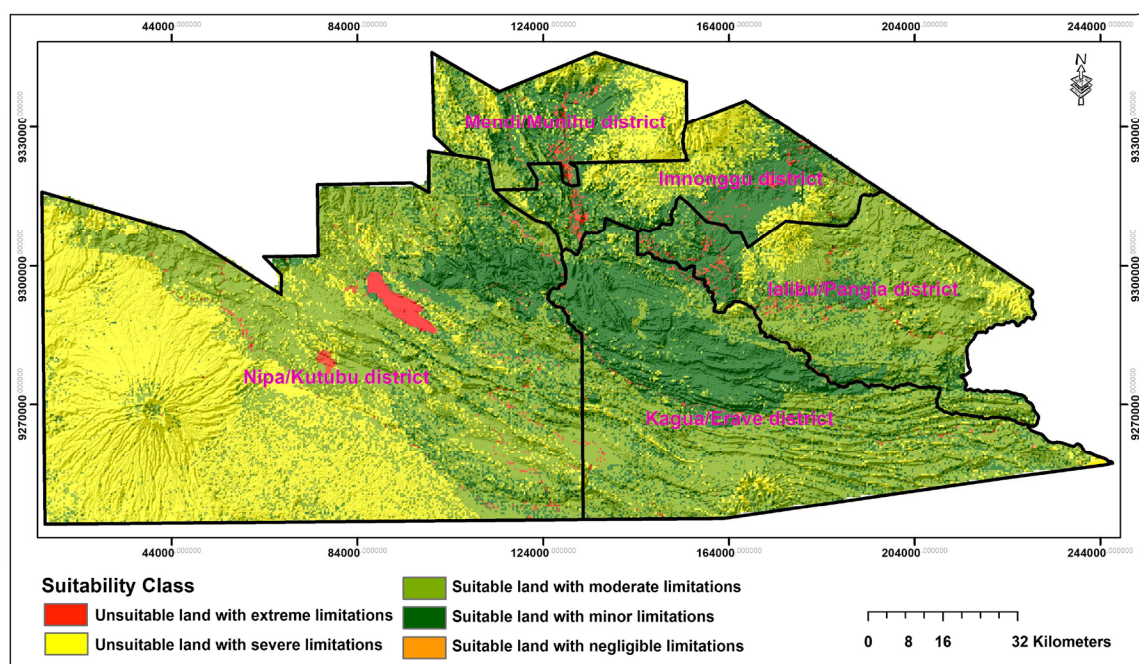 44000.000000 84000.000000 124000.000000 164000.000000 204000.000000 244000.000000
N
9330000.000000 9330000.000000
Mendi/Munihu district
Imnonggu district
9300000.000000 9300000.000000
Ialibu/Pangia district
Nipa/Kutubu district
9270000.000000 9270000.000000
Kagua/Erave district
44000.000000 84000.000000 124000.000000 164000.000000 204000.000000 244000.000000
Suitability Class
Unsuitable land with extreme limitations
Unsuitable land with severe limitations
Suitable land with moderate limitations
Suitable land with minor limitations
Suitable land with negligible limitations
0 8 16 32 Kilometers